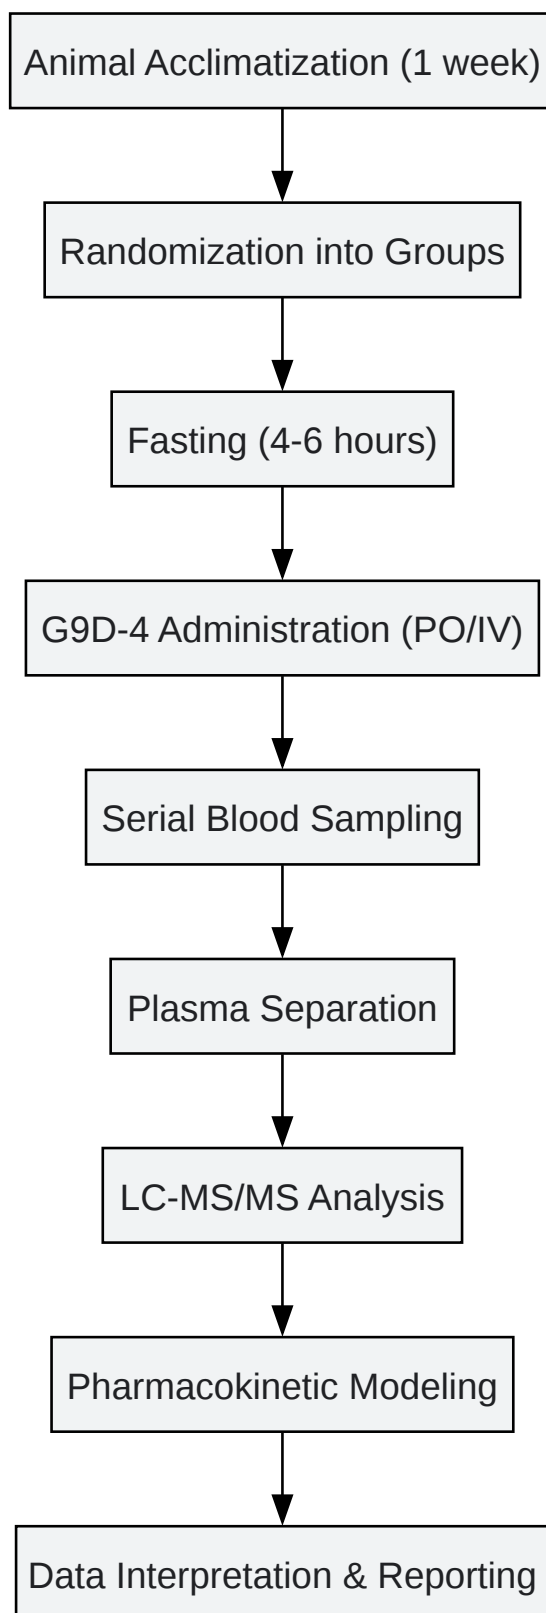 Animal Acclimatization (1 week)
Randomization into Groups
Fasting (4-6 hours)
G9D-4 Administration (PO/IV)
Serial Blood Sampling
Plasma Separation
LC-MS/MS Analysis
Pharmacokinetic Modeling
Data Interpretation & Reporting